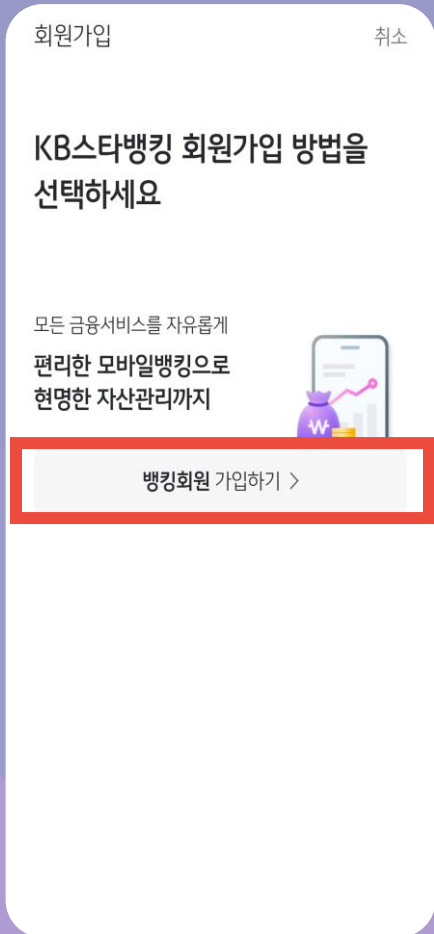 회원가입 취소
KB스타뱅킹 회원가입 방법을
선택하세요
모든 금융서비스를 자유롭게
편리한 모바일뱅킹으로
현명한 자산관리까지
₩
뱅킹회원 가입하기 >